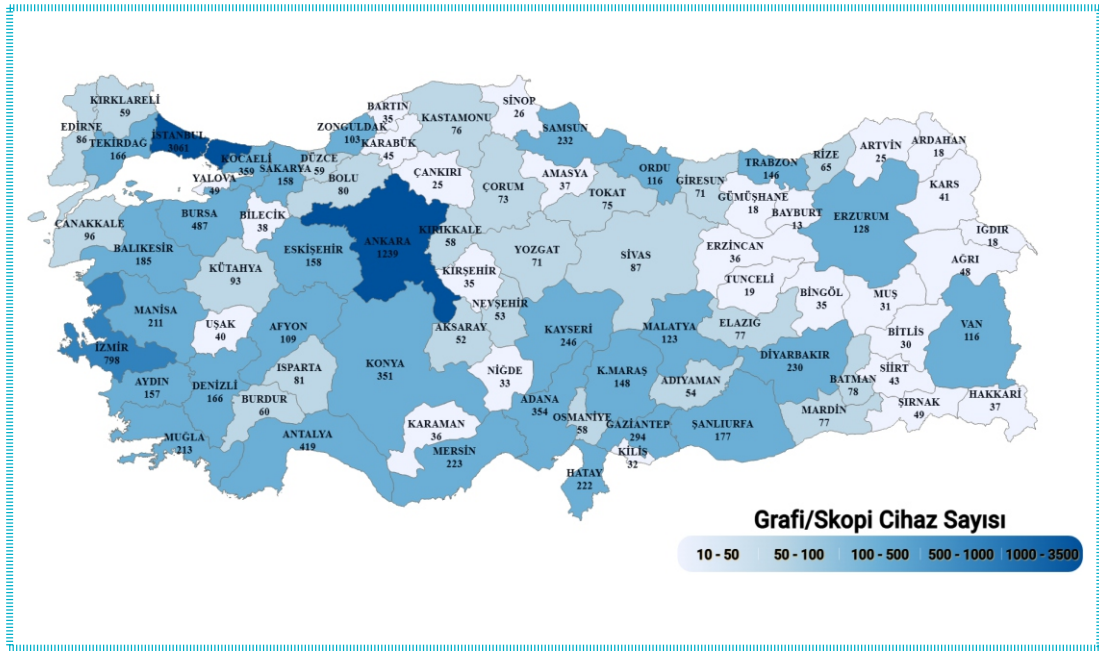 KIRKLARELİ
59
EDİRNE
86
TEKİRDAĞ
166
İSTANBUL
3061
KOCAELİ
359
YALOVA
49
SAKARYA
158
DÜZCE
59
ZONGULDAK
103
BARTIN
35
KARABÜK
45
KASTAMONU
76
SİNOP
26
SAMSUN
232
BOLU
80
ÇANKIRI
25
ÇORUM
73
AMASYA
37
TOKAT
75
ORDU
116
GİRESUN
71
TRABZON
146
RİZE
65
ARTVİN
25
ARDAHAN
18
GÜMÜŞHANE
18
BAYBURT
13
ERZURUM
128
KARS
41
IĞDIR
18
AĞRI
48
ÇANAKKALE
96
BALIKESİR
185
BURSA
487
BİLECİK
38
ESKİŞEHİR
158
KÜTAHYA
93
ANKARA
1239
KIRIKKALE
58
KIRŞEHİR
35
YOZGAT
71
SİVAS
87
ERZİNCAN
36
TUNCELİ
19
BİNGÖL
35
MUŞ
31
BİTLİS
30
VAN
116
MANİSA
211
UŞAK
40
AFYON
109
İZMİR
798
AYDIN
157
DENİZLİ
166
ISPARTA
81
BURDUR
60
MUĞLA
213
ANTALYA
419
KONYA
351
AKSARAY
52
NEVŞEHİR
53
NİĞDE
33
KAYSERİ
246
MALATYA
123
ELAZIĞ
77
DİYARBAKIR
230
BATMAN
78
SİİRT
43
ŞIRNAK
49
HAKKARİ
37
K.MARAŞ
148
ADIYAMAN
54
MARDİN
77
ŞANLIURFA
177
GAZİANTEP
294
KİLİŞ
32
OSMANİYE
58
ADANA
354
HATAY
222
MERSİN
223
KARAMAN
36
Grafi/Skopi Cihaz Sayısı
10 - 50 50 - 100 100 - 500 500 - 1000 1000 - 3500